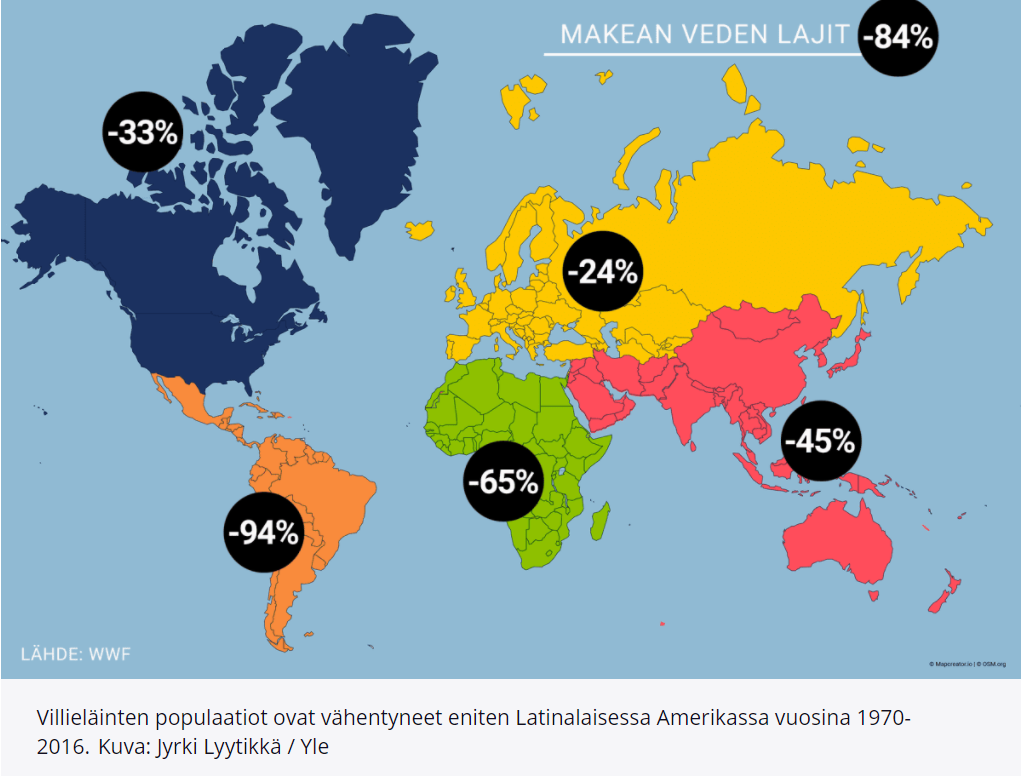 MAKEAN VEDEN LAJIT -84%
-33%
-24%
-45%
-65%
-94%
LÄHDE: WWF
© Mapcreator.io | © OSM.org
Villieläinten populaatiot ovat vähentyneet eniten Latinalaisessa Amerikassa vuosina 1970-
2016. Kuva: Jyrki Lyytikkä / Yle